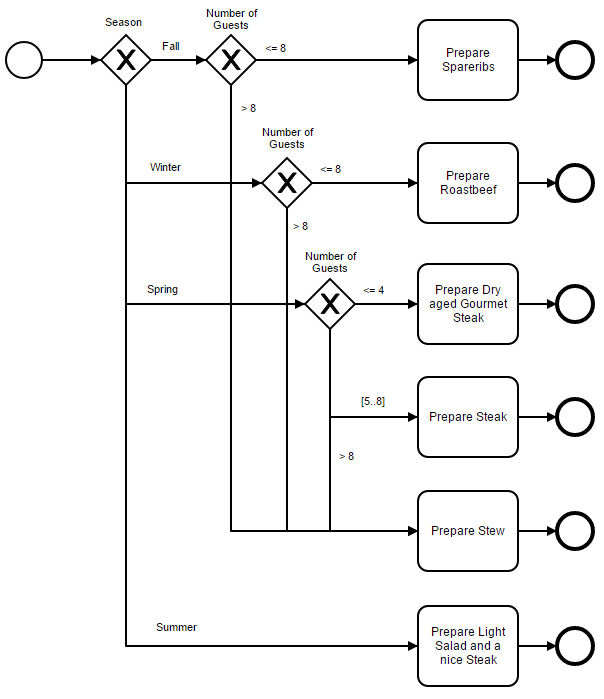 Season
Fall
Number of
Guests
<= 8
Prepare
Spareribs
> 8
Number of
Guests
Winter
<= 8
Prepare
Roastbeef
> 8
Number of
Guests
Spring
<= 4
Prepare Dry
aged Gourmet
Steak
[5..8]
Prepare Steak
> 8
Prepare Stew
Summer
Prepare Light
Salad and a
nice Steak